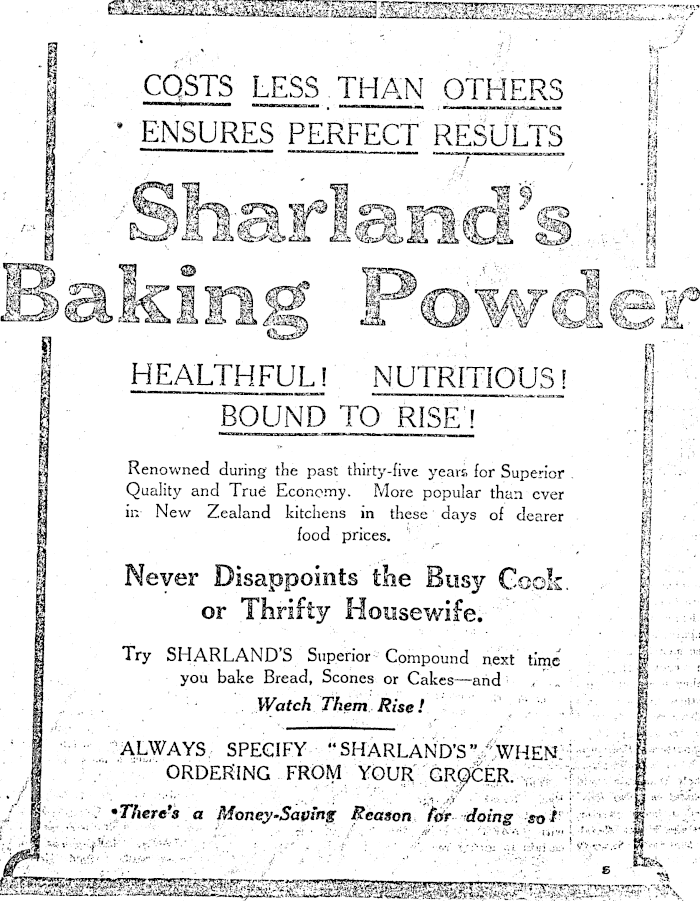 COSTS LESS THAN OTHERS
ENSURES PERFECT RESULTS
Sharland's
Baking Powder
HEALTHFUL! NUTRITIOUS!
BOUND TO RISE!
Renowned during the past thirty-five years for Superior
Quality and True Economy. More popular than ever
in New Zealand kitchens in these days of dearer
food prices.
Never Disappoints the Busy Cook
or Thrifty Housewife.
Try SHARLAND'S Superior Compound next time
you bake Bread, Scones or Cakes—and
Watch Them Rise!
ALWAYS SPECIFY "SHARLAND'S" WHEN
ORDERING FROM YOUR GROCER.
There's a Money-Saving Reason for doing so!